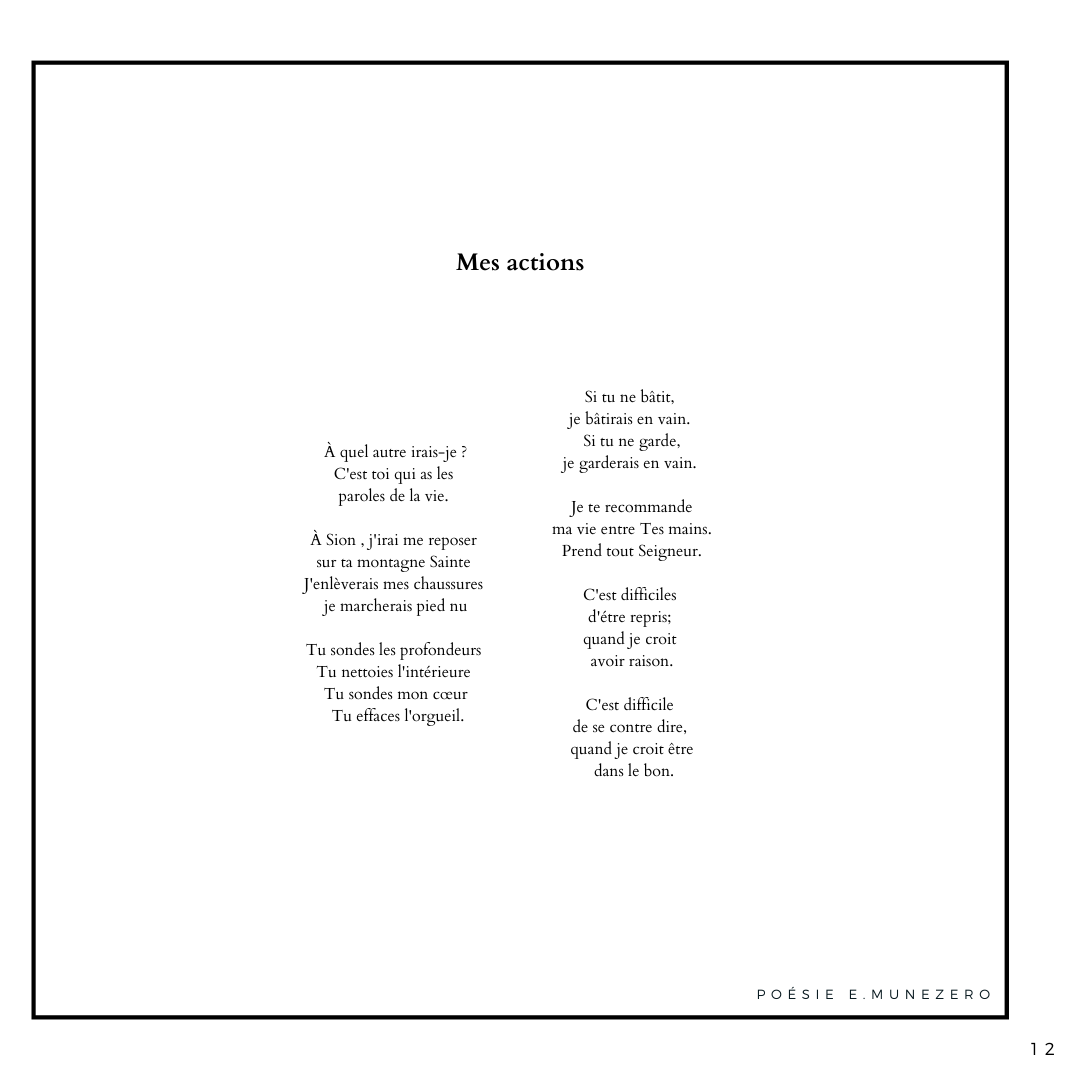 Mes actions
À quel autre irais-je ?
C'est toi qui as les
paroles de la vie.
À Sion , j'irai me reposer
sur ta montagne Sainte
J'enlèverais mes chaussures
je marcherais pied nu
Tu sondes les profondeurs
Tu nettoies l'intérieure
Tu sondes mon cœur
Tu effaces l'orgueil.
Si tu ne bâtit,
je bâtirais en vain.
Si tu ne garde,
je garderais en vain.
Je te recommande
ma vie entre Tes mains.
Prend tout Seigneur.
C'est difficiles
d'étre repris;
quand je croit
avoir raison.
C'est difficile
de se contre dire,
quand je croit être
dans le bon.
POÉSIE E.MUNEZERO
12